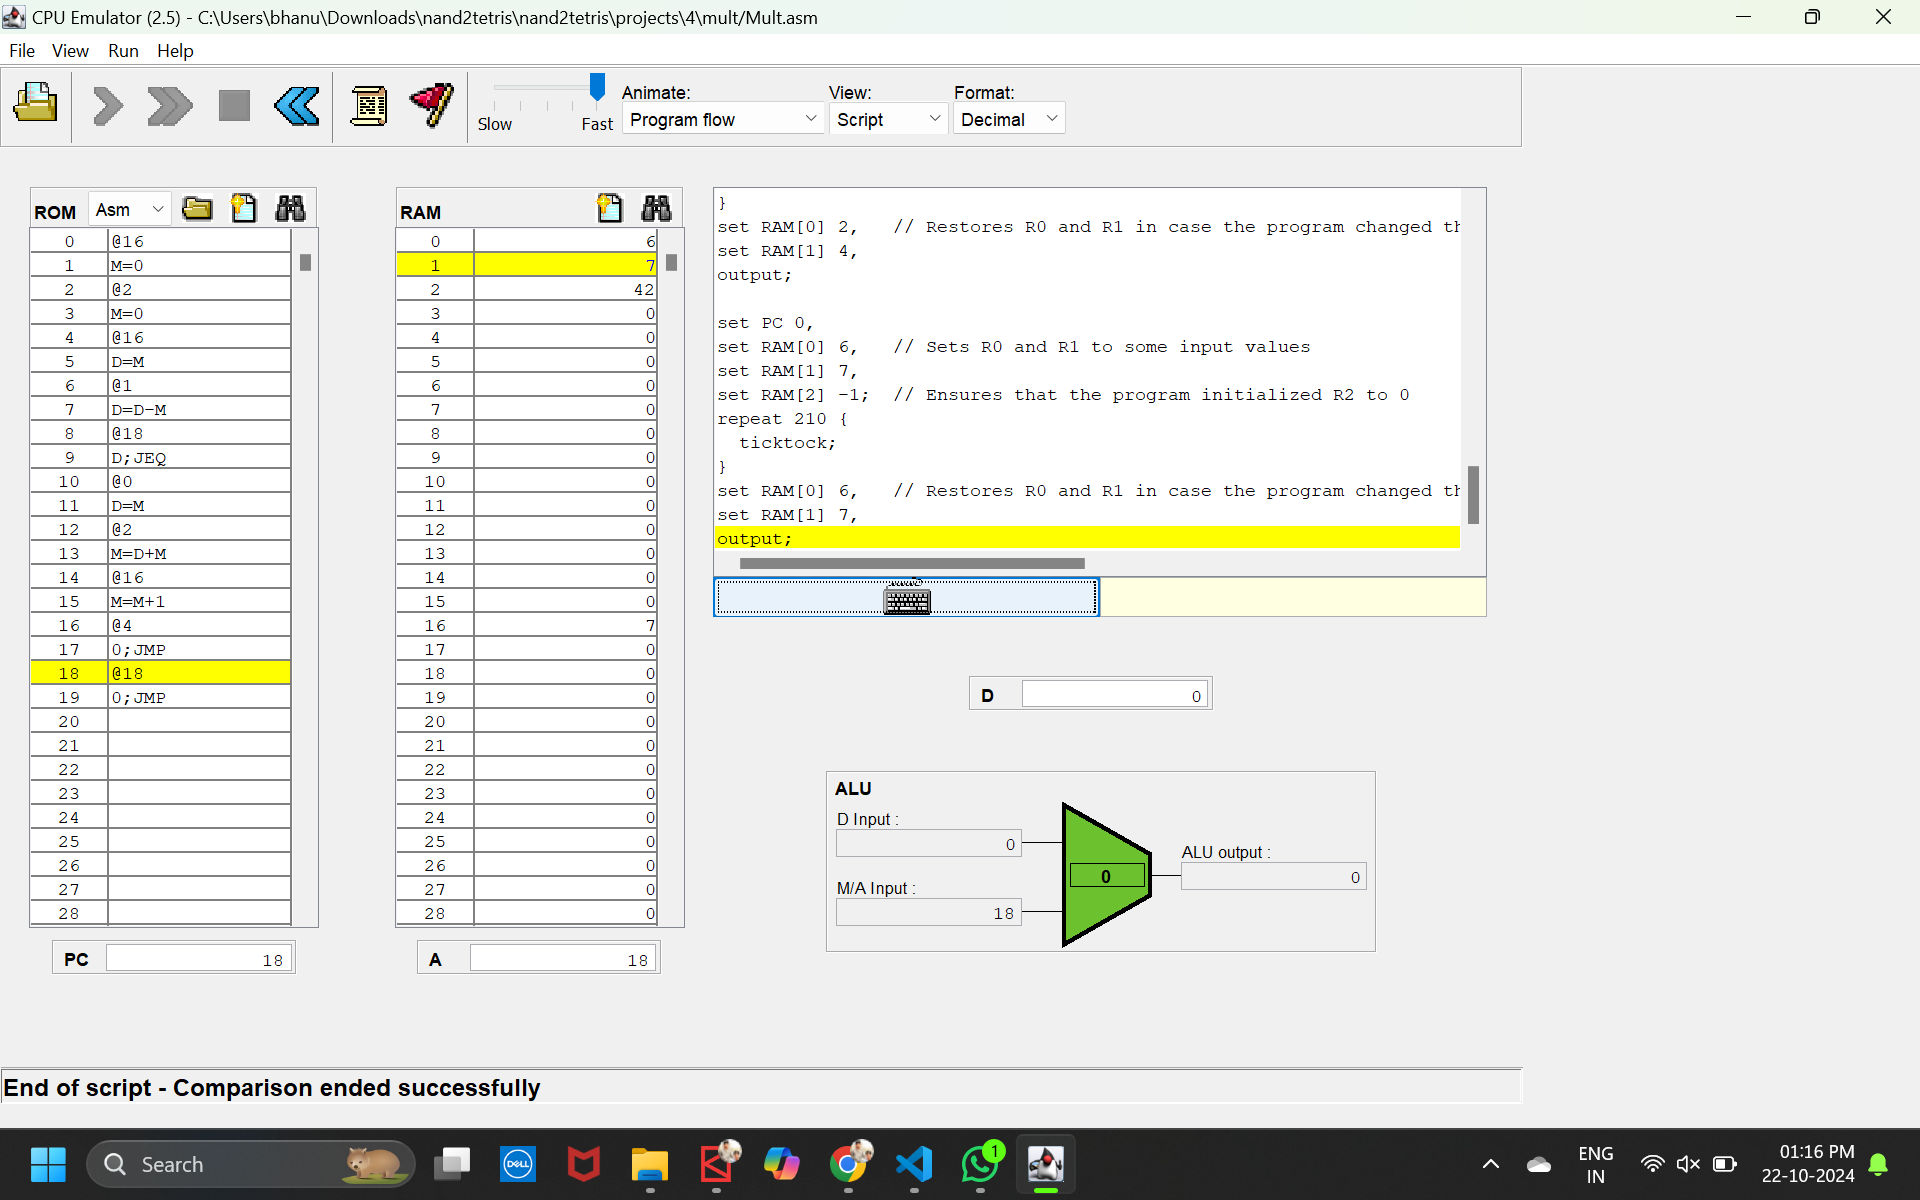 CPU Emulator (2.5) - C:\Users\bhanu\Downloads\nand2tetris\nand2tetris\projects\4\mult/Mult.asm
File View Run Help
Slow Fast
Animate: View: Format:
Program flow Script Decimal
ROM Asm
0 @16
1 M=0
2 @2
3 M=0
4 @16
5 D=M
6 @1
7 D=D-M
8 @18
9 D;JEQ
10 @0
11 D=M
12 @2
13 M=D+M
14 @16
15 M=M+1
16 @4
17 0;JMP
18 @18
19 0;JMP
20
21
22
23
24
25
26
27
28
PC 18
RAM
0 6
1 7
2 42
3 0
4 0
5 0
6 0
7 0
8 0
9 0
10 0
11 0
12 0
13 0
14 0
15 0
16 7
17 0
18 0
19 0
20 0
21 0
22 0
23 0
24 0
25 0
26 0
27 0
28 0
A 18
}
set RAM[0] 2, // Restores R0 and R1 in case the program changed th
set RAM[1] 4,
output;
set PC 0,
set RAM[0] 6, // Sets R0 and R1 to some input values
set RAM[1] 7,
set RAM[2] -1; // Ensures that the program initialized R2 to 0
repeat 210 {
ticktock;
}
set RAM[0] 6, // Restores R0 and R1 in case the program changed th
set RAM[1] 7,
output;
D 0
ALU
D Input :
0
M/A Input :
18
0
ALU output :
0
End of script - Comparison ended successfully
Search
DELL
1
ENG
IN
01:16 PM
22-10-2024